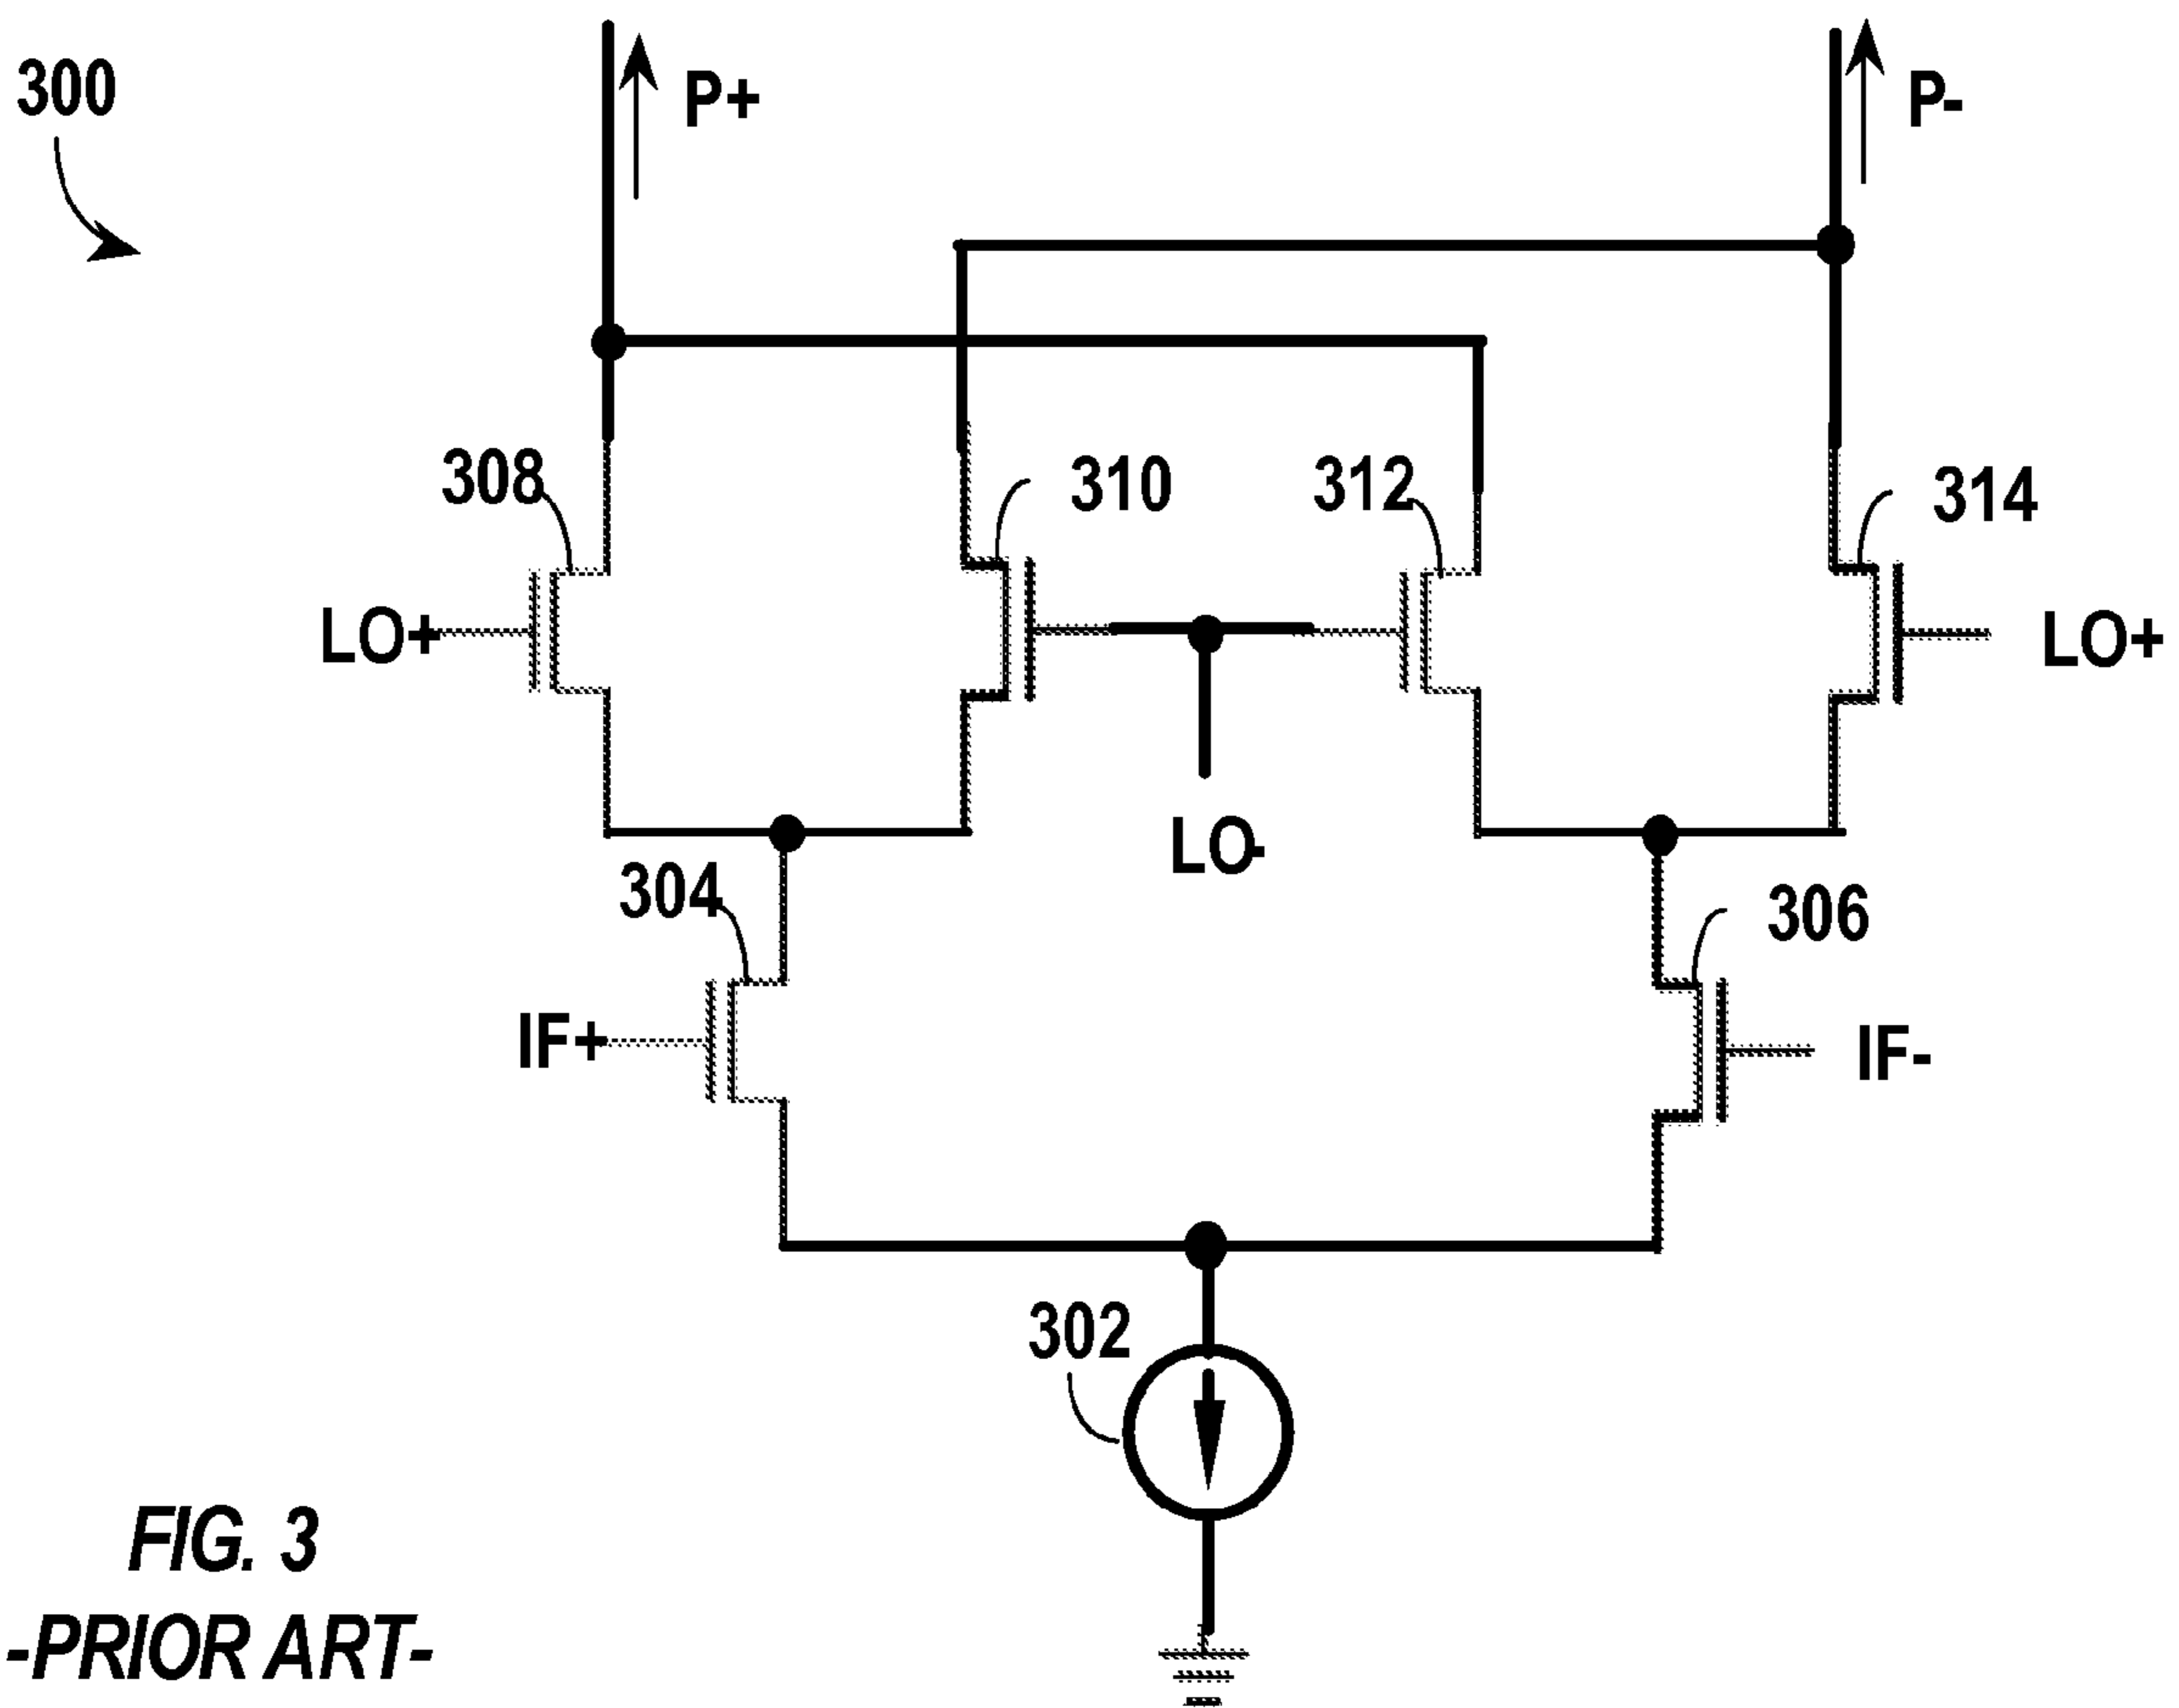 300
P+
P-
308
310
312
314
LO+
LO+
LO-
304
306
IF+
IF-
302
FIG. 3
-PRIOR ART-